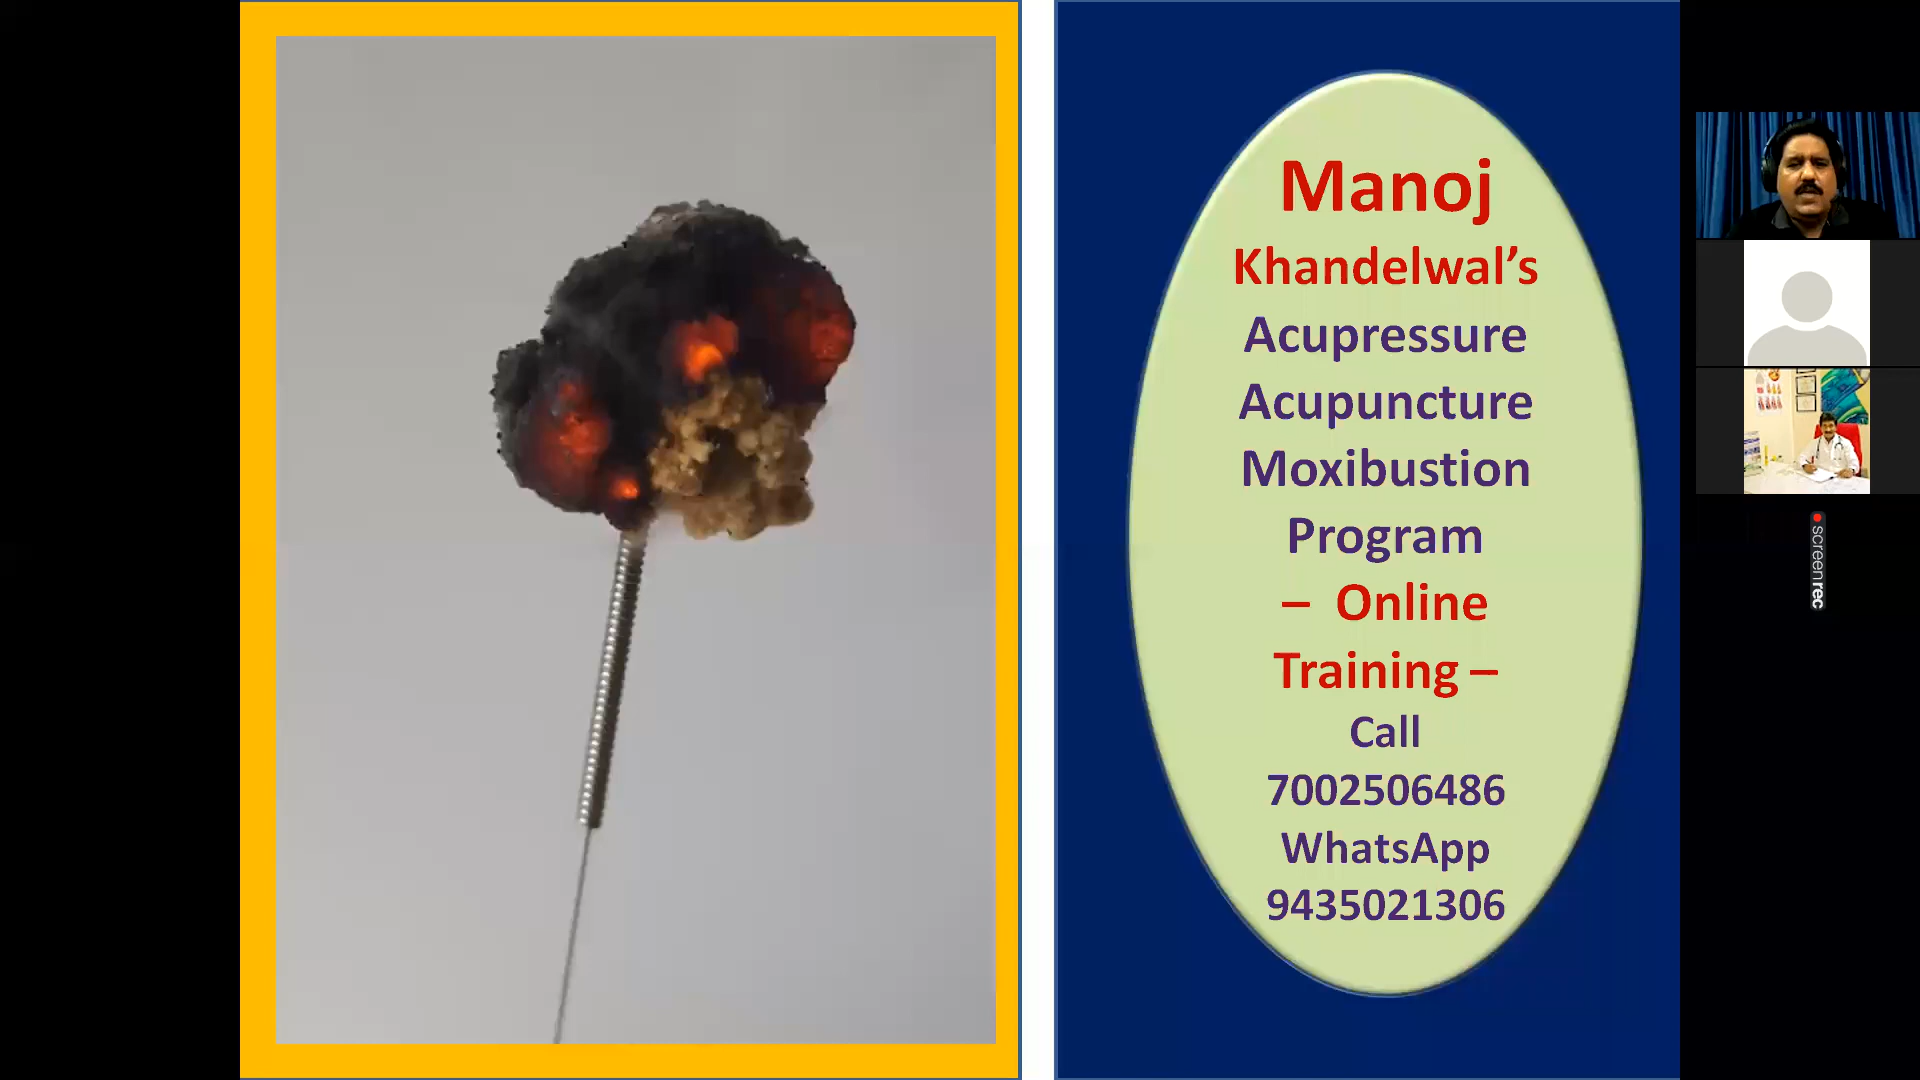 Manoj
Khandelwal’s
Acupressure
Acupuncture
Moxibustion
Program
– Online
Training –
Call
7002506486
WhatsApp
9435021306
screenrec